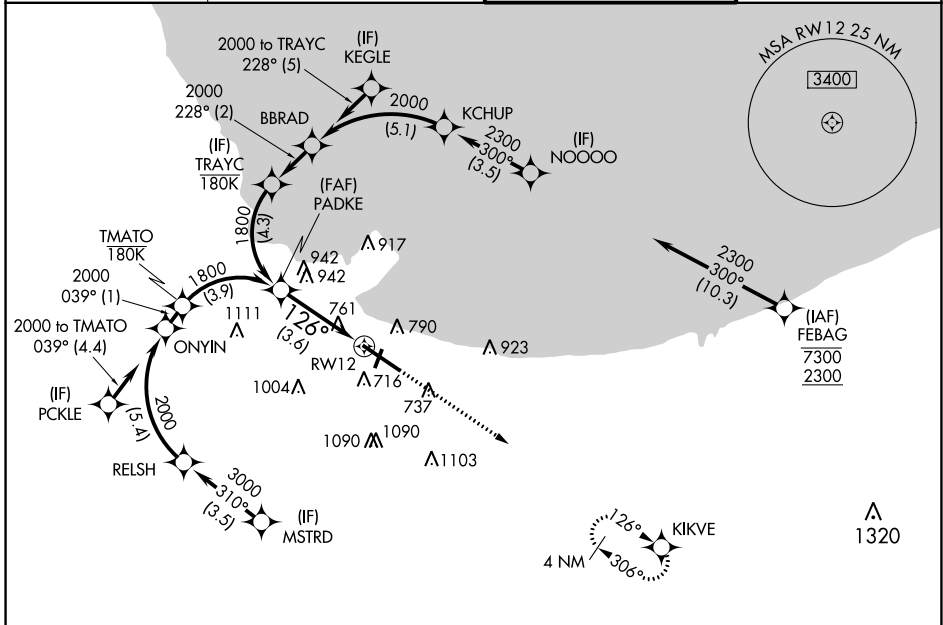 2000 to TRAYC
228° (5)
(IF)
KEGLE
MSA RW12 25 NM
3400
2000
228° (2)
BBRAD
2000
(5.1)
KCHUP
2300
300°
(3.5)
(IF)
NOOOO
(IF)
TRAYC
180K
(FAF)
PADKE
1800
(4.3)
917
942
942
TMATO
180K
2000
039° (1)
1800
(3.9)
2300
300°
(10.3)
(IAF)
FEBAG
7300
2300
2000 to TMATO
039° (4.4)
ONYIN
1111
126°
(3.6)
761
790
923
RW12
716
737
1004
(IF)
PCKLE
(5.4)
2000
1090
1090
1103
RELSH
3000
310°
(3.5)
(IF)
MSTRD
126°
KIKVE
4 NM
306°
1320